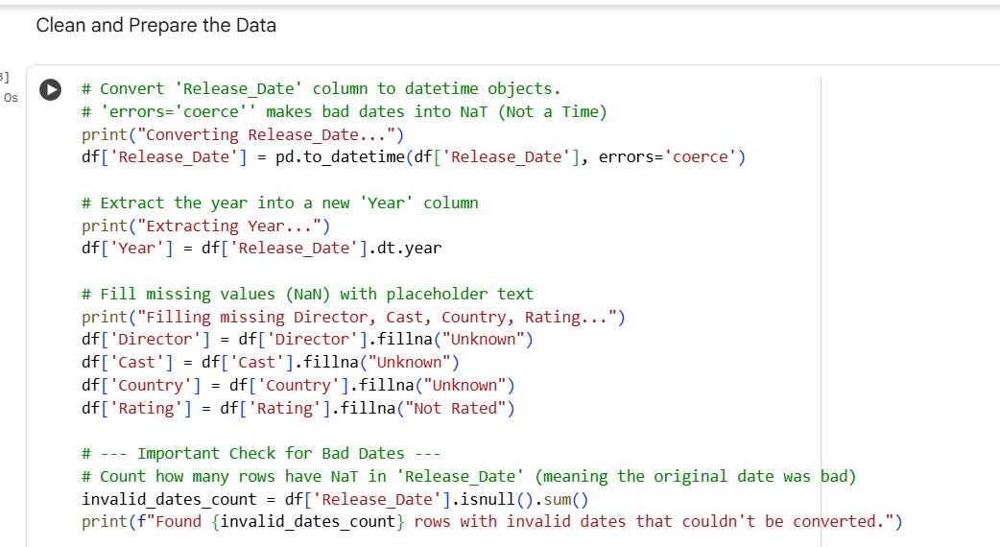 Clean and Prepare the Data
3]
0s
# Convert 'Release_Date' column to datetime objects.
# 'errors='coerce'' makes bad dates into NaT (Not a Time)
print("Converting Release_Date...")
df['Release_Date'] = pd.to_datetime(df['Release_Date'], errors='coerce')
# Extract the year into a new 'Year' column
print("Extracting Year...")
df['Year'] = df['Release_Date'].dt.year
# Fill missing values (NaN) with placeholder text
print("Filling missing Director, Cast, Country, Rating...")
df['Director'] = df['Director'].fillna("Unknown")
df['Cast'] = df['Cast'].fillna("Unknown")
df['Country'] = df['Country'].fillna("Unknown")
df['Rating'] = df['Rating'].fillna("Not Rated")
# --- Important Check for Bad Dates ---
# Count how many rows have NaT in 'Release_Date' (meaning the original date was bad)
invalid_dates_count = df['Release_Date'].isnull().sum()
print(f"Found {invalid_dates_count} rows with invalid dates that couldn't be converted.")